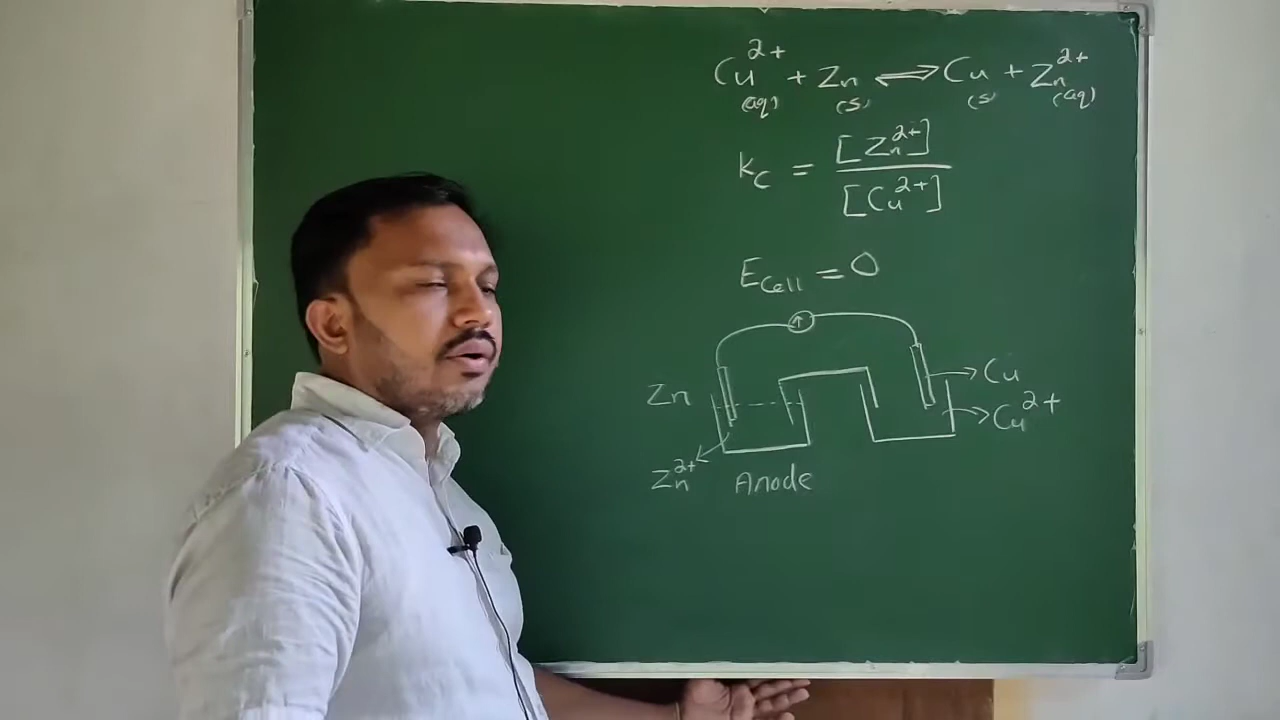 Cu²⁺(aq) + Zn(s) ⇌ Cu(s) + Zn²⁺(aq)
kc = [Zn²⁺] / [Cu²⁺]
ECell = 0
Zn
Cu
Cu²⁺
Zn²⁺ Anode